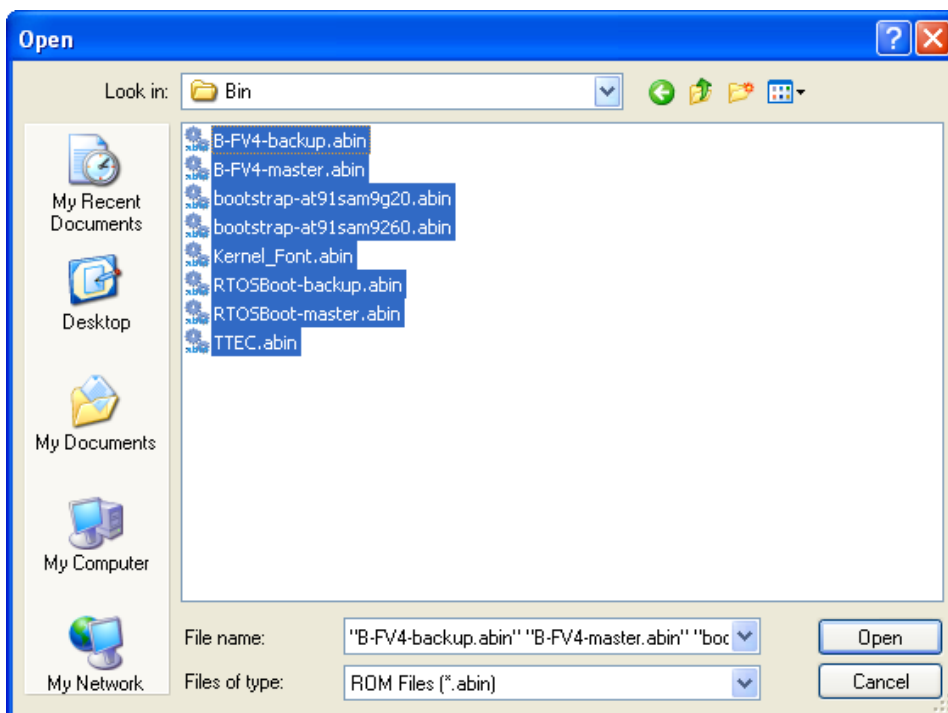 Open
Look in:
Bin
My Recent
Documents
Desktop
My Documents
My Computer
My Network
B-FV4-backup.abin
B-FV4-master.abin
bootstrap-at91sam9g20.abin
bootstrap-at91sam9260.abin
Kernel_Font.abin
RTOSBoot-backup.abin
RTOSBoot-master.abin
TTEC.abin
File name:
"B-FV4-backup.abin" "B-FV4-master.abin" "boo
Open
Files of type:
ROM Files (*.abin)
Cancel